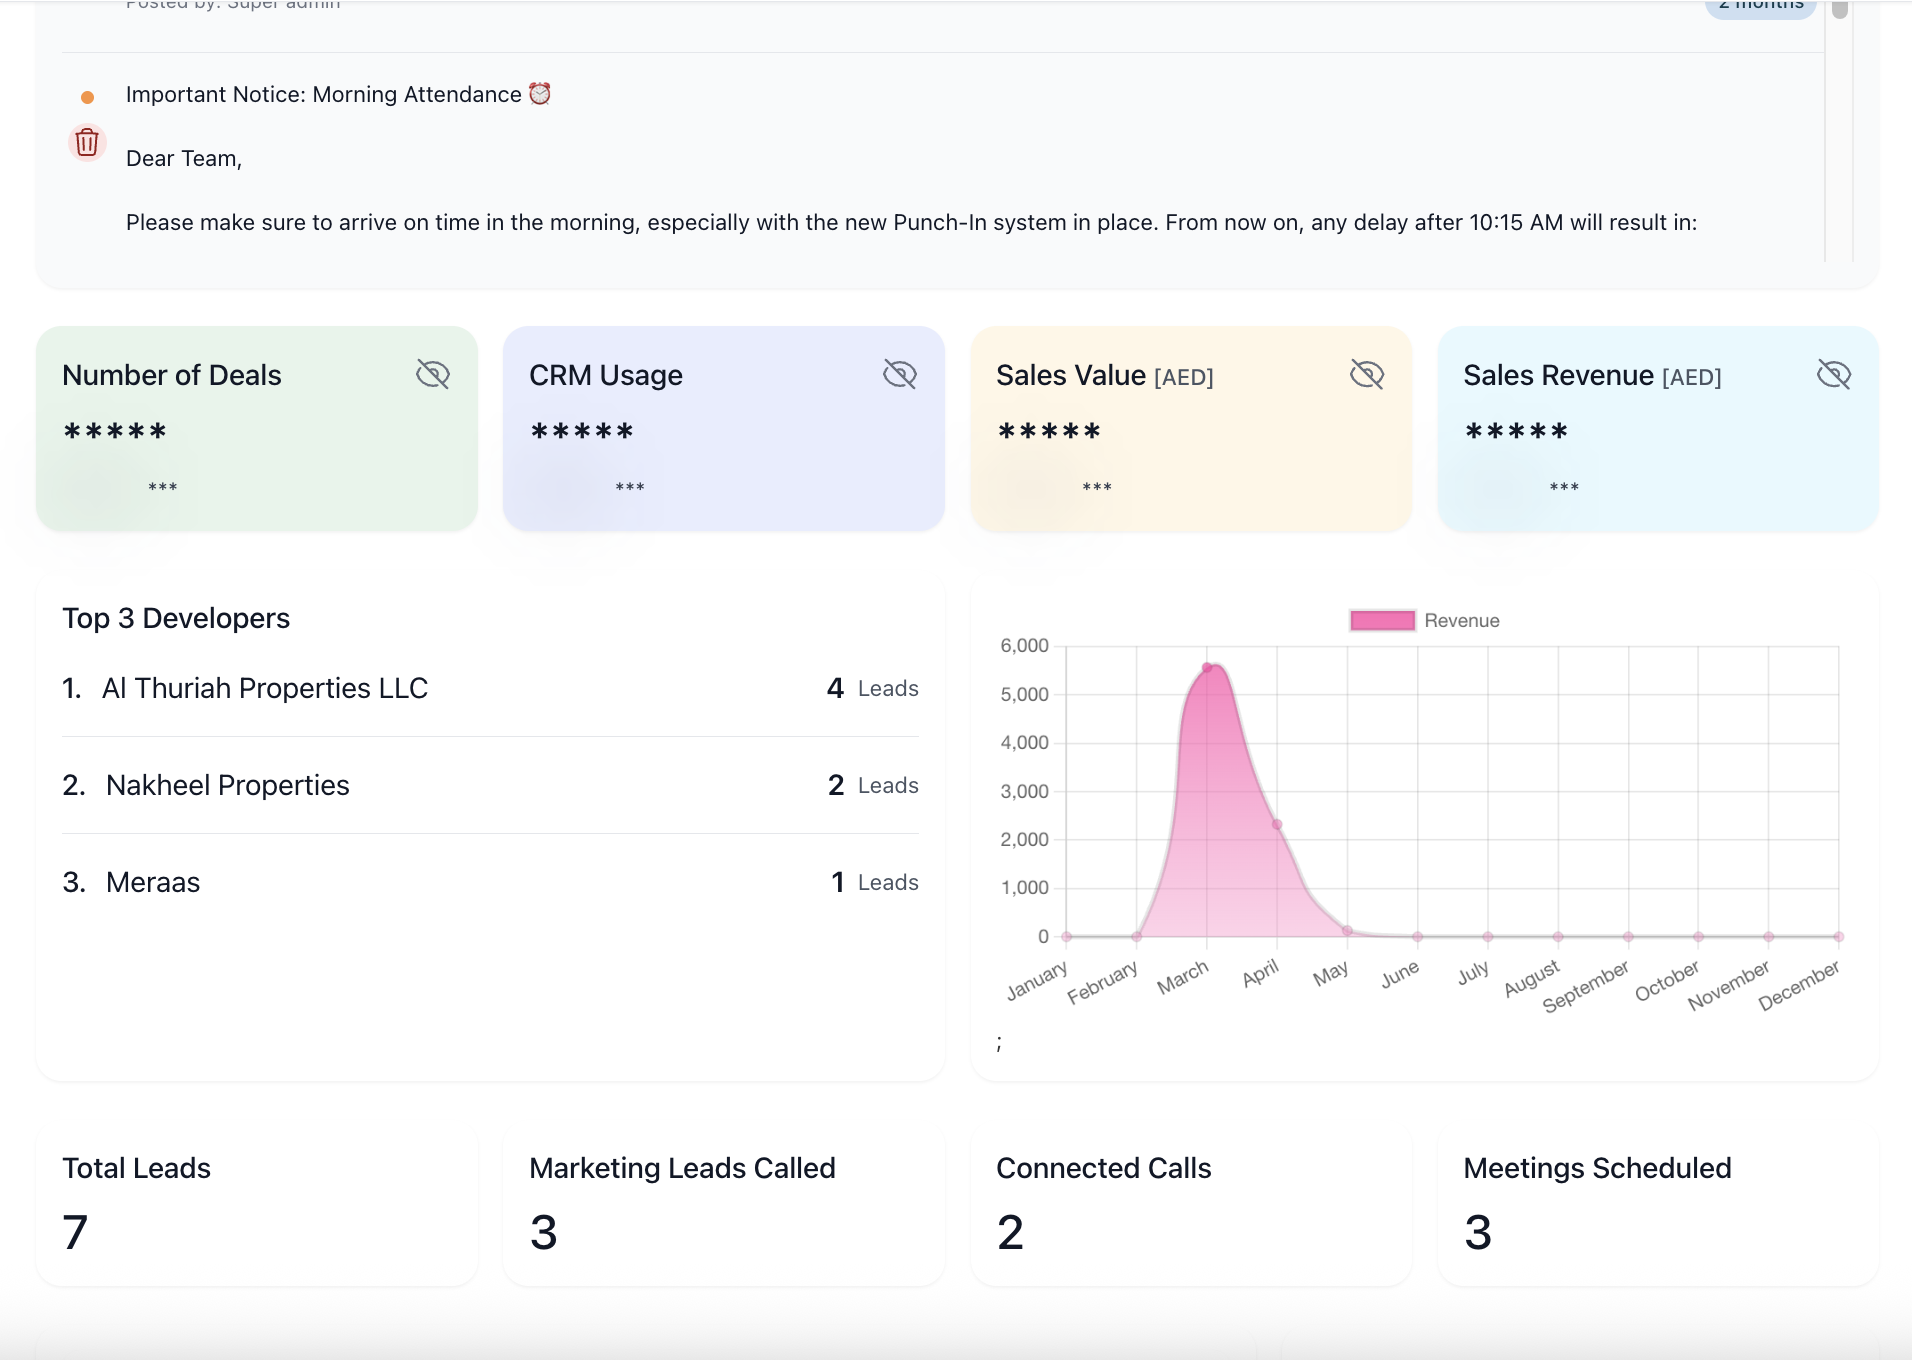 Posted by: Super admin
2 months
Important Notice: Morning Attendance ⏰
Dear Team,
Please make sure to arrive on time in the morning, especially with the new Punch-In system in place. From now on, any delay after 10:15 AM will result in:
Number of Deals
*****
***
CRM Usage
*****
***
Sales Value [AED]
*****
***
Sales Revenue [AED]
*****
***
Top 3 Developers
1. Al Thuriah Properties LLC 4 Leads
2. Nakheel Properties 2 Leads
3. Meraas 1 Leads
Revenue
6,000
5,000
4,000
3,000
2,000
1,000
0
January February March April May June July August September October November December
;
Total Leads
7
Marketing Leads Called
3
Connected Calls
2
Meetings Scheduled
3